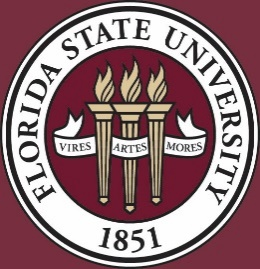 FLORIDA STATE UNIVERSITY
VIRES ARTES MORES
1851